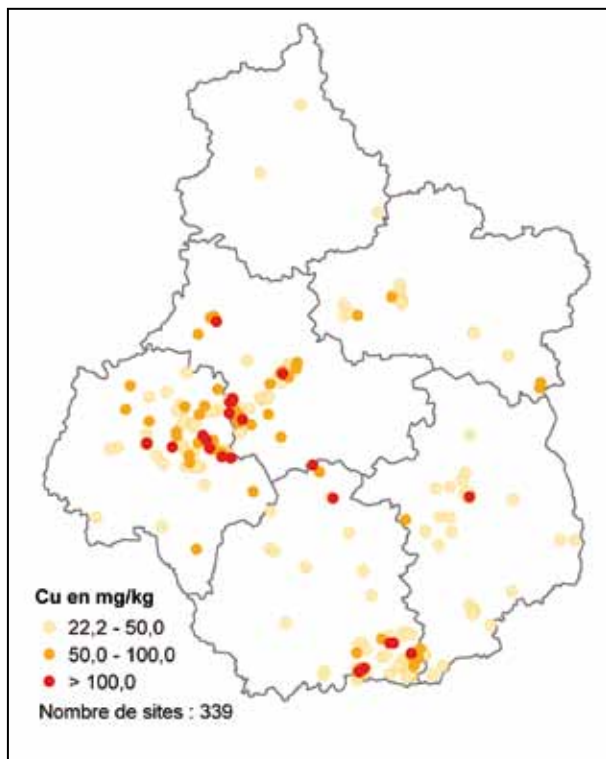 Cu en mg/kg
22,2 - 50,0
50,0 - 100,0
> 100,0
Nombre de sites : 339